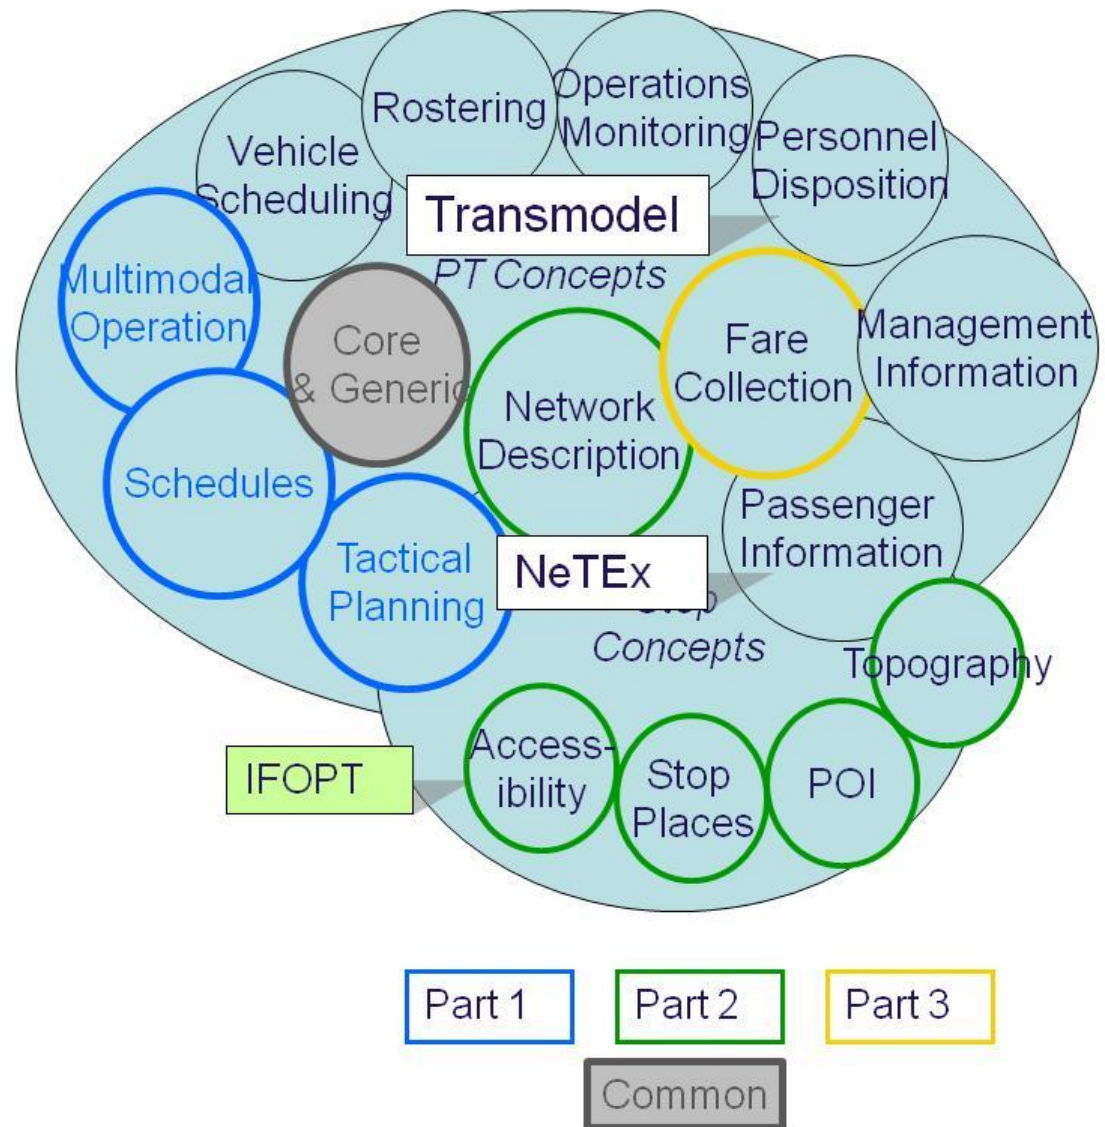 Rostering
Operations
Monitoring
Vehicle
Scheduling
Personnel
Disposition
Transmodel
PT Concepts
Multimodal
Operation
Core
& Generic
Fare
Collection
Management
Information
Network
Description
Schedules
Passenger
Information
Tactical
Planning
NeTEx
Stop
Concepts
Topography
Access-
ibility
Stop
Places
POI
IFOPT
Part 1
Part 2
Part 3
Common